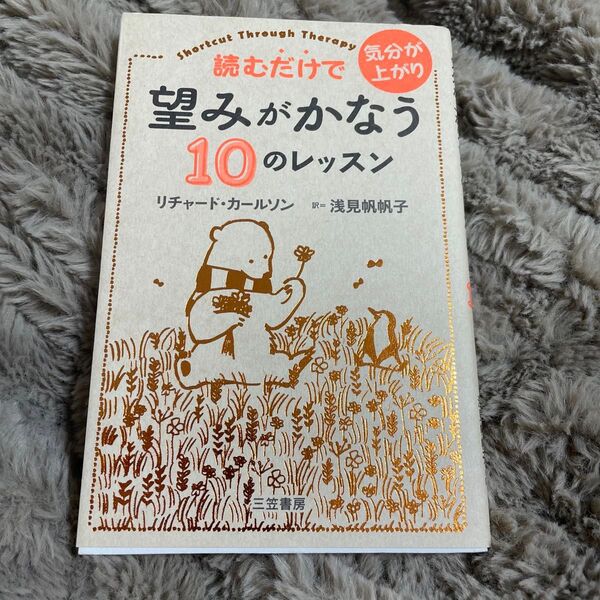 Shortcut Through Therapy
読むだけで
気分が
上がり
望みがかなう
10のレッスン
リチャード・カールソン 訳=浅見帆帆子
三笠書房